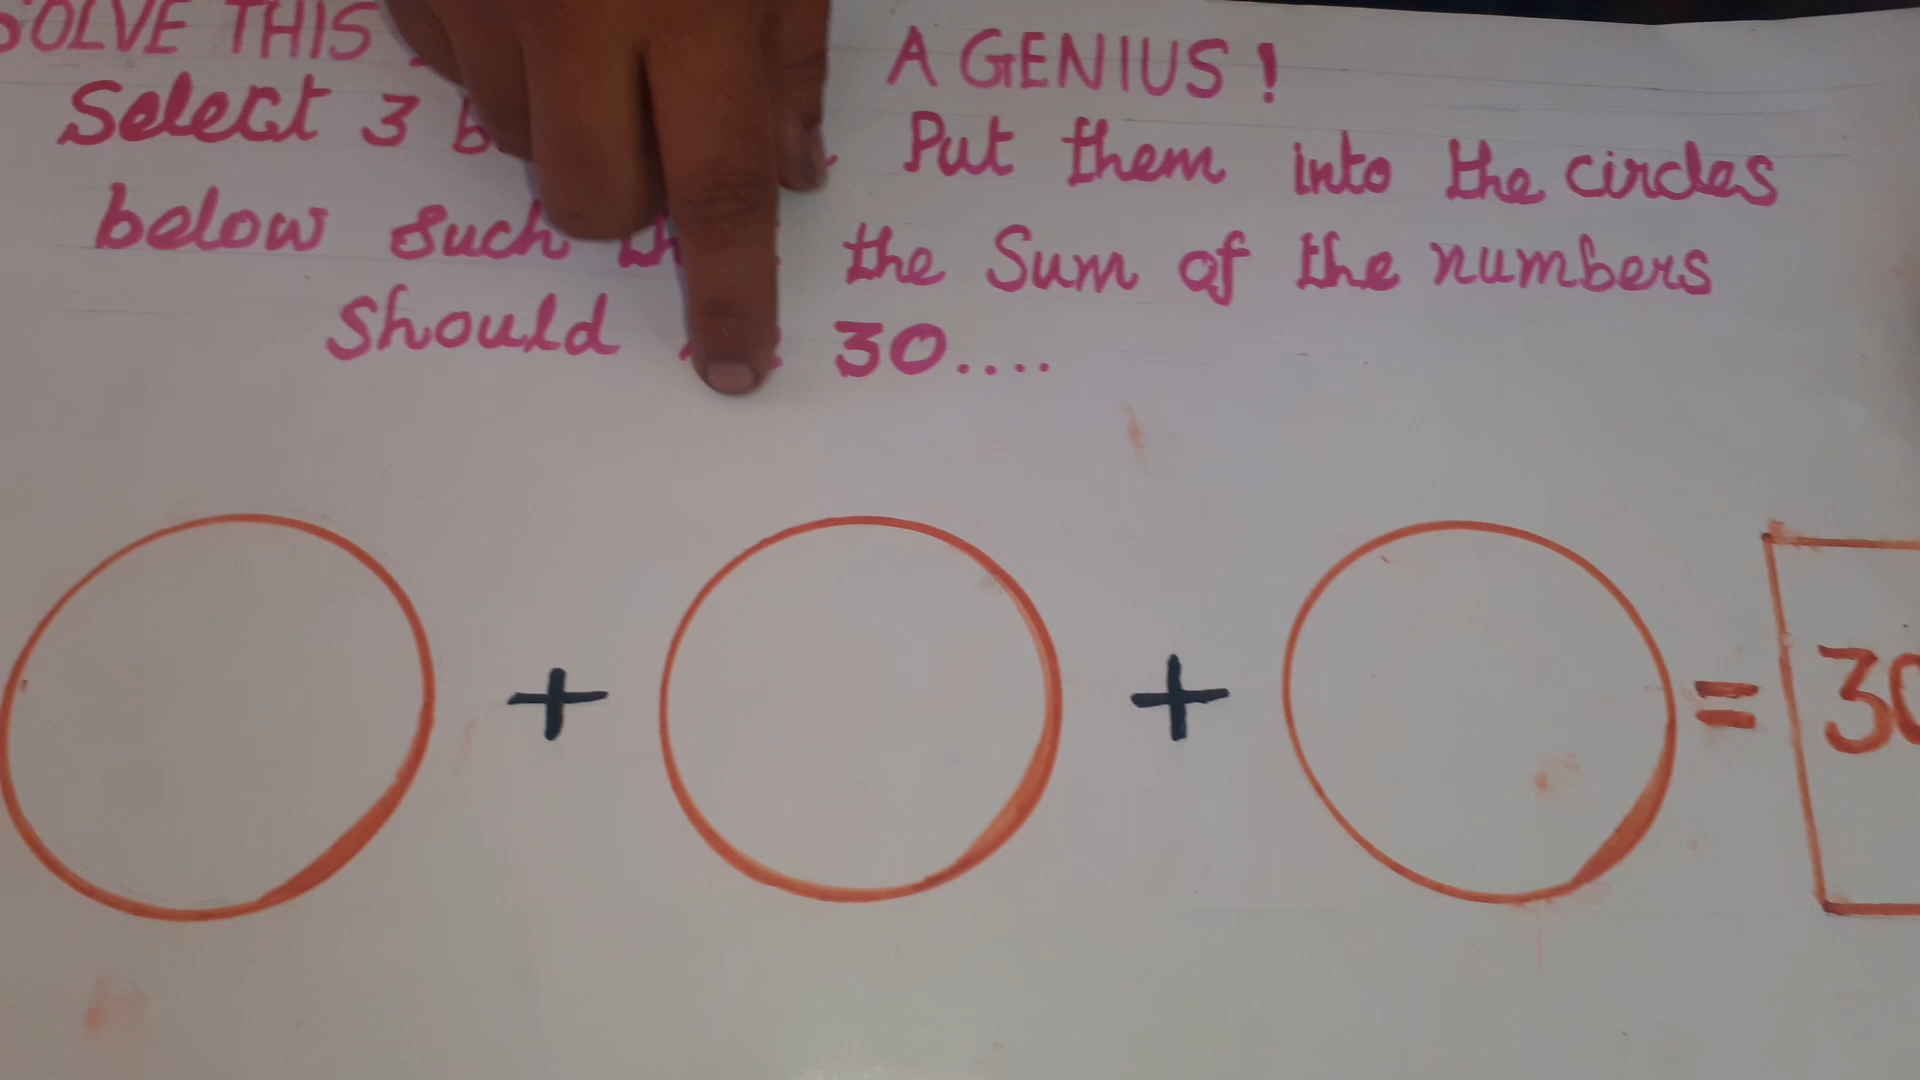 SOLVE THIS A GENIUS!
Select 3 Put them into the circles
below such the sum of the numbers
should 30....
+ + = 30